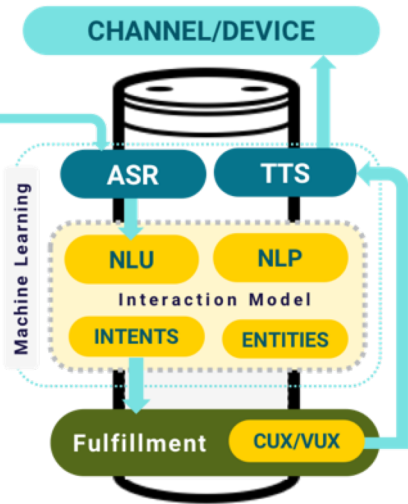 CHANNEL/DEVICE
ASR
TTS
Machine Learning
NLU
NLP
Interaction Model
INTENTS
ENTITIES
Fulfillment
CUX/VUX